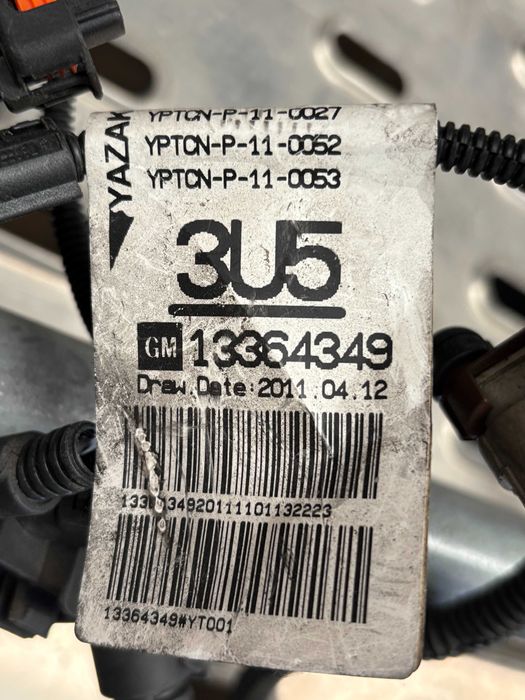 YPTCN-P-11-0027
YPTCN-P-11-0052
YPTCN-P-11-0053
YAZAK
3U5
GM 13364349
Draw.Date:2011.04.12
13364349#YT001